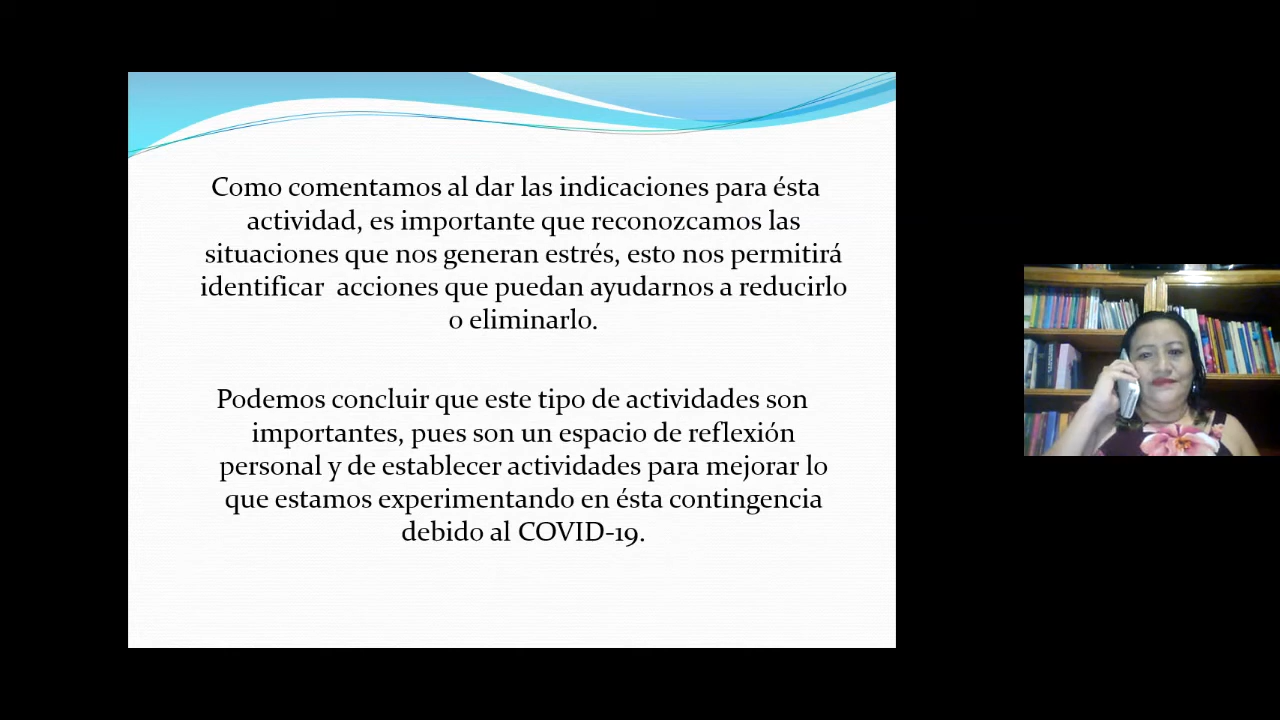 Como comentamos al dar las indicaciones para ésta
actividad, es importante que reconozcamos las
situaciones que nos generan estrés, esto nos permitirá
identificar  acciones que puedan ayudarnos a reducirlo
o eliminarlo.
Podemos concluir que este tipo de actividades son
importantes, pues son un espacio de reflexión
personal y de establecer actividades para mejorar lo
que estamos experimentando en ésta contingencia
debido al COVID-19.